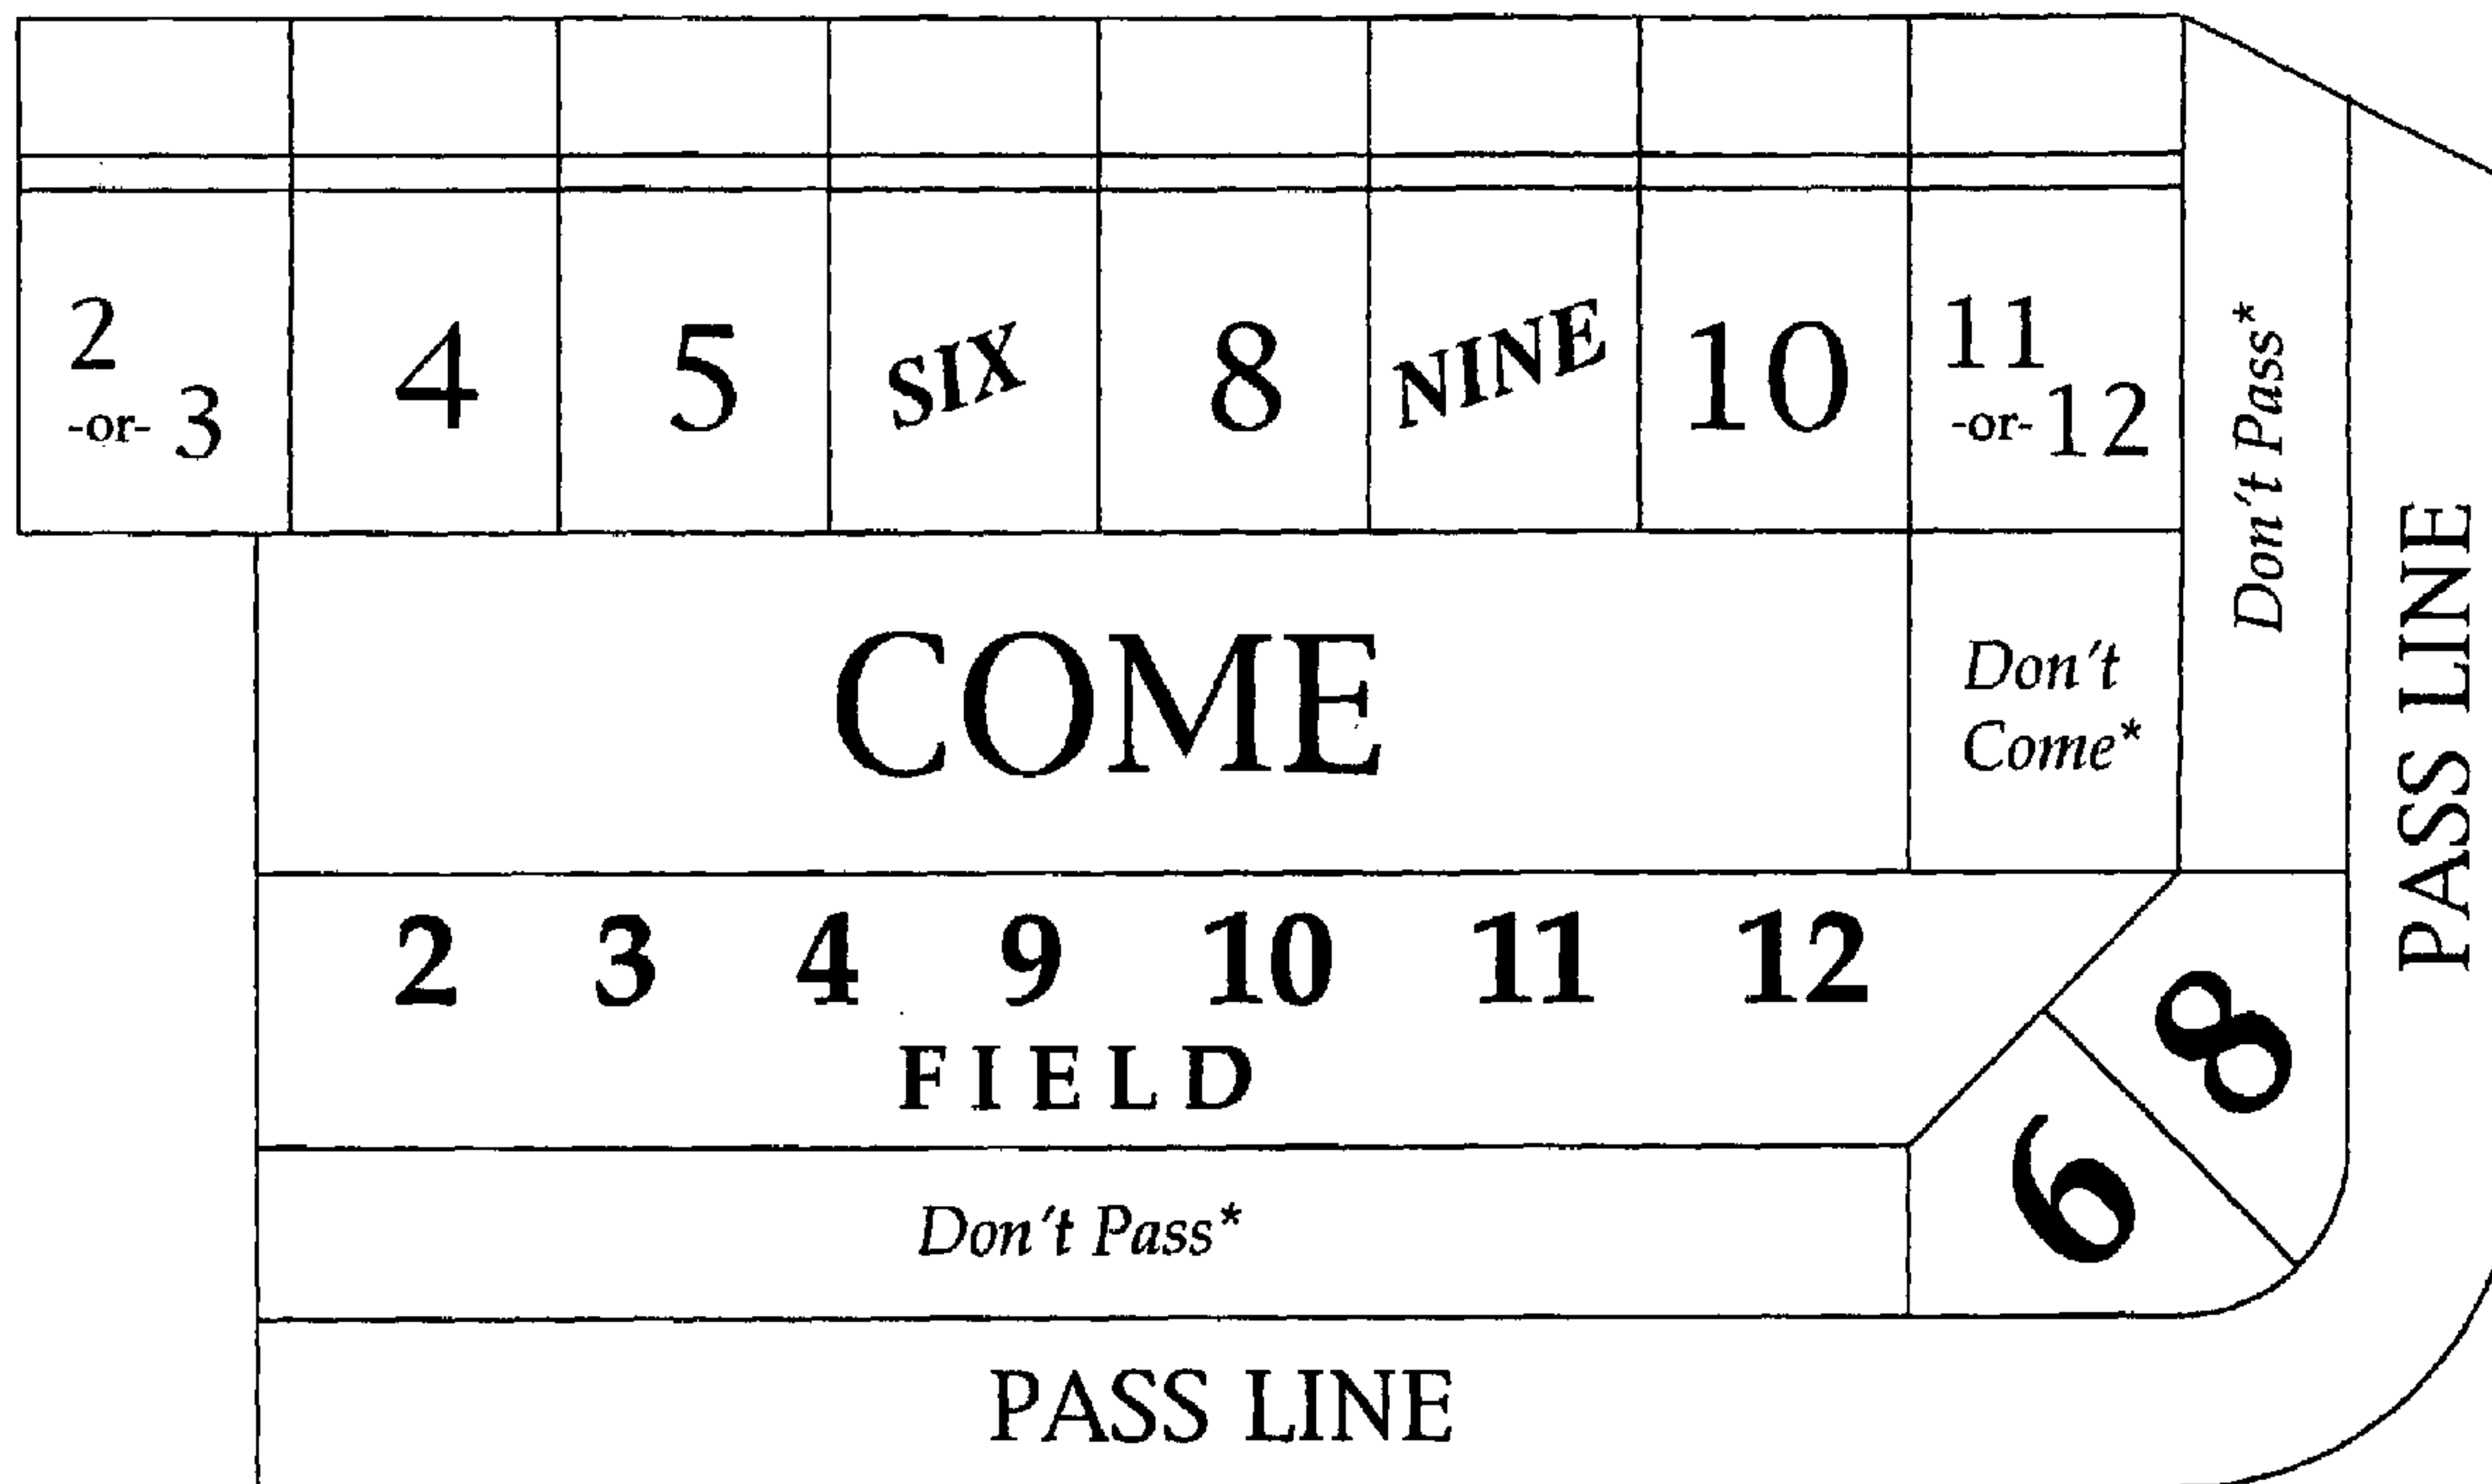 2
-or- 3
4
5
SIX
8
NINE
10
11
-or- 12
Don't Pass*
PASS LINE
COME
Don't
Come*
2 3 4 9 10 11 12
FIELD
8
6
Don't Pass*
PASS LINE